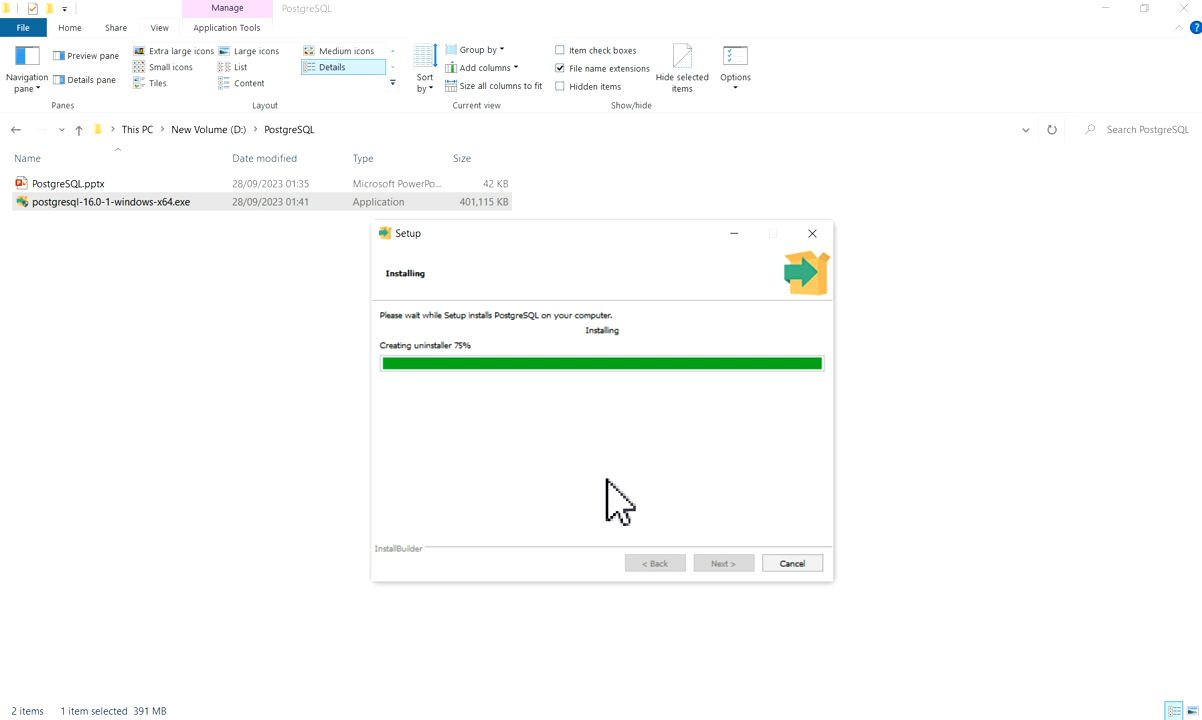 Manage
PostgreSQL
File
Home
Share
View
Application Tools
Navigation pane
Preview pane
Details pane
Panes
Extra large icons
Large icons
Medium icons
Small icons
List
Details
Tiles
Content
Layout
Sort by
Group by
Add columns
Size all columns to fit
Current view
Item check boxes
File name extensions
Hidden items
Hide selected items
Show/hide
Options
?
This PC > New Volume (D:) > PostgreSQL
Search PostgreSQL
Name Date modified Type Size
PostgreSQL.pptx 28/09/2023 01:35 Microsoft PowerPo... 42 KB
postgresql-16.0-1-windows-x64.exe 28/09/2023 01:41 Application 401,115 KB
Setup
Installing
Please wait while Setup installs PostgreSQL on your computer.
Installing
Creating uninstaller 75%
InstallBuilder
< Back
Next >
Cancel
2 items 1 item selected 391 MB